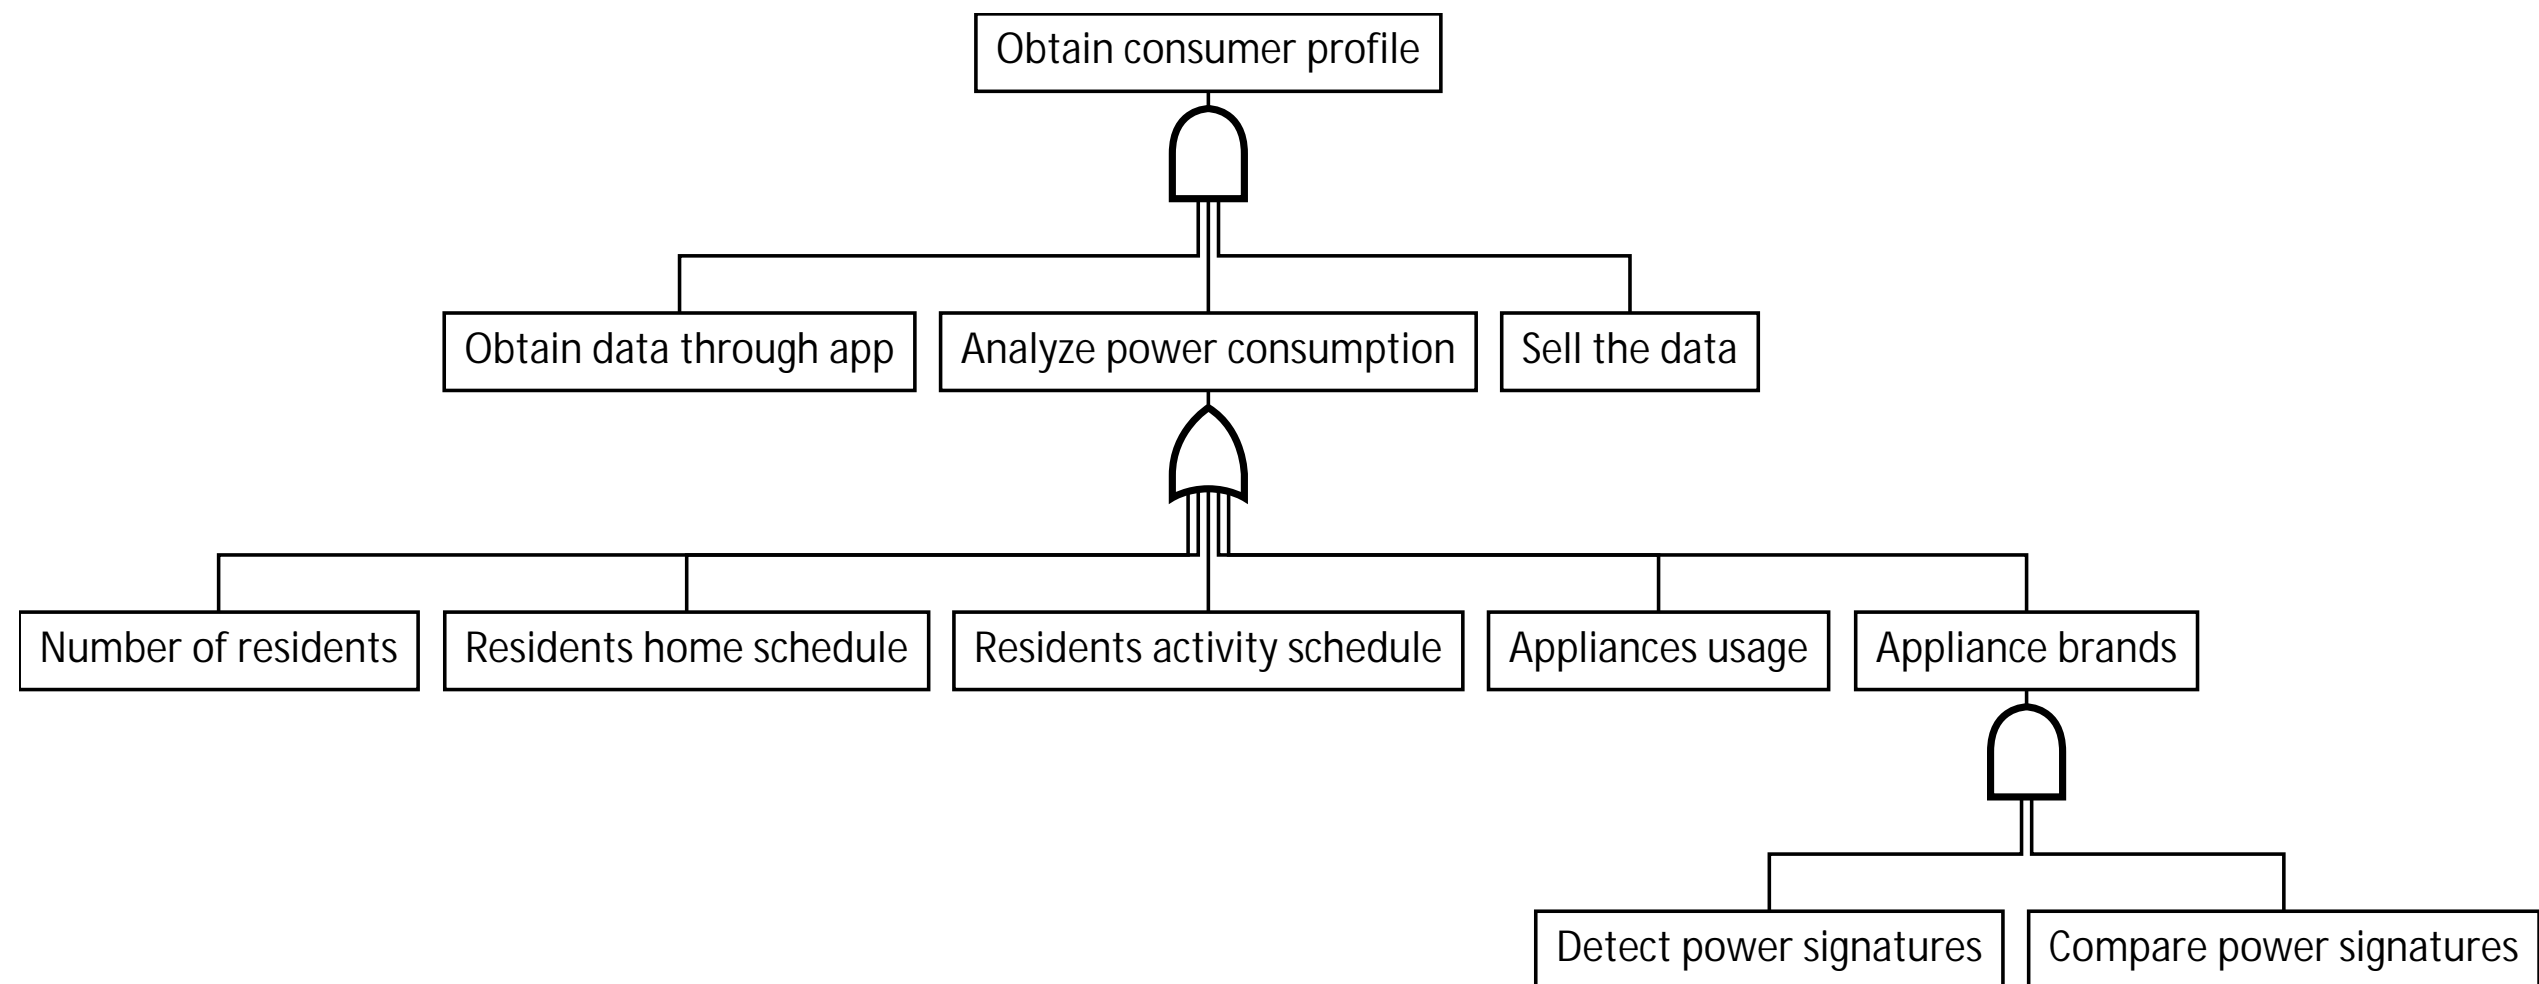 Obtain consumer profile
Obtain data through app
Analyze power consumption
Sell the data
Number of residents
Residents home schedule
Residents activity schedule
Appliances usage
Appliance brands
Detect power signatures
Compare power signatures